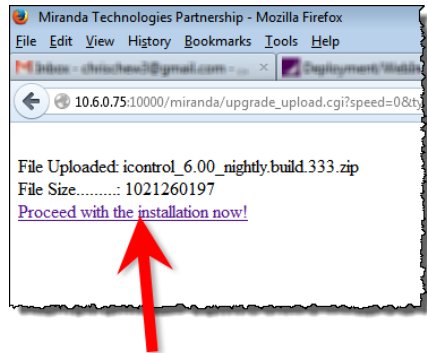 Miranda Technologies Partnership - Mozilla Firefox
File Edit View History Bookmarks Tools Help
10.6.0.75:10000/miranda/upgrade_upload.cgi?speed=0&ty
File Uploaded: icontrol_6.00_nightly.build.333.zip
File Size.........: 1021260197
Proceed with the installation now!